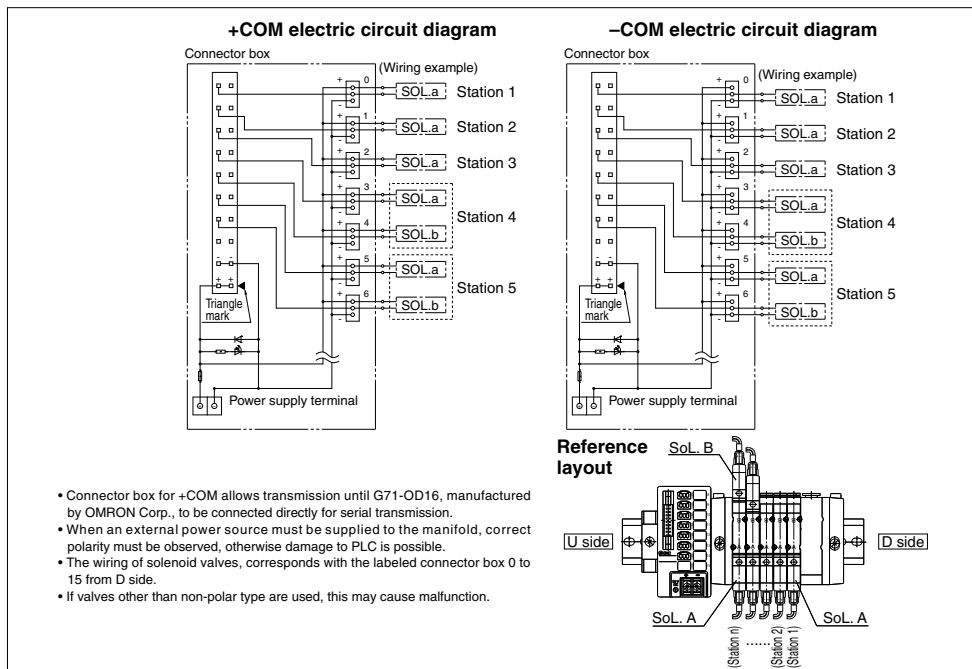 +COM electric circuit diagram
Connector box
(Wiring example)
+ 0
SOL.a Station 1
-
+ 1
SOL.a Station 2
-
+ 2
SOL.a Station 3
-
+ 3
SOL.a
-
Station 4
+ 4
SOL.b
-
+ 5
SOL.a
-
Station 5
+ 6
SOL.b
-
- -
+ +
Triangle
mark
Power supply terminal
–COM electric circuit diagram
Connector box
(Wiring example)
+ 0
SOL.a Station 1
-
+ 1
SOL.a Station 2
-
+ 2
SOL.a Station 3
-
+ 3
SOL.a
-
Station 4
+ 4
SOL.b
-
+ 5
SOL.a
-
Station 5
+ 6
SOL.b
-
- -
+ +
Triangle
mark
Power supply terminal
• Connector box for +COM allows transmission until G71-OD16, manufactured
by OMRON Corp., to be connected directly for serial transmission.
• When an external power source must be supplied to the manifold, correct
polarity must be observed, otherwise damage to PLC is possible.
• The wiring of solenoid valves, corresponds with the labeled connector box 0 to
15 from D side.
• If valves other than non-polar type are used, this may cause malfunction.
Reference
layout
SoL. B
U side
D side
SoL. A
SoL. A
(Station n)
(Station 2)
(Station 1)